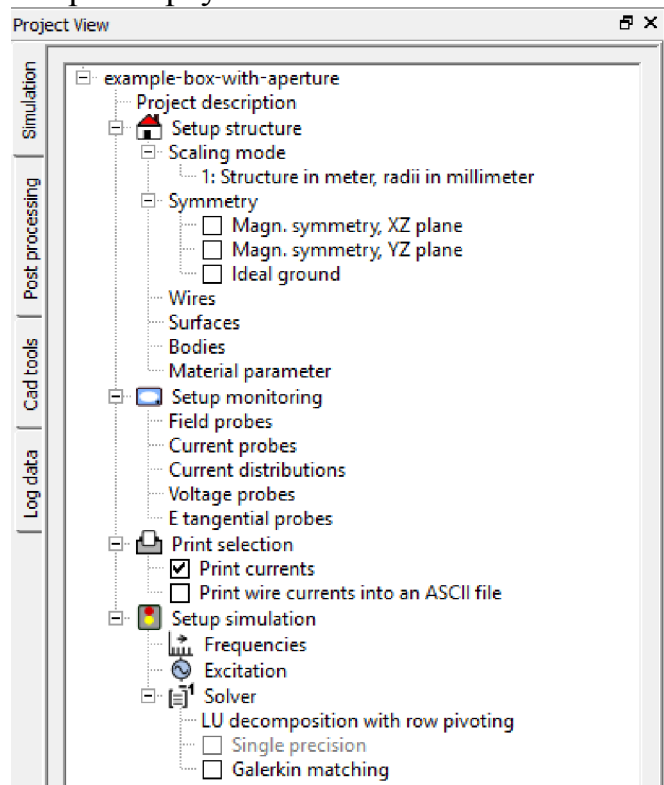 Project View
Simulation
Post processing
Cad tools
Log data
example-box-with-aperture
Project description
Setup structure
Scaling mode
1: Structure in meter, radii in millimeter
Symmetry
Magn. symmetry, XZ plane
Magn. symmetry, YZ plane
Ideal ground
Wires
Surfaces
Bodies
Material parameter
Setup monitoring
Field probes
Current probes
Current distributions
Voltage probes
E tangential probes
Print selection
Print currents
Print wire currents into an ASCII file
Setup simulation
Frequencies
Excitation
Solver
LU decomposition with row pivoting
Single precision
Galerkin matching